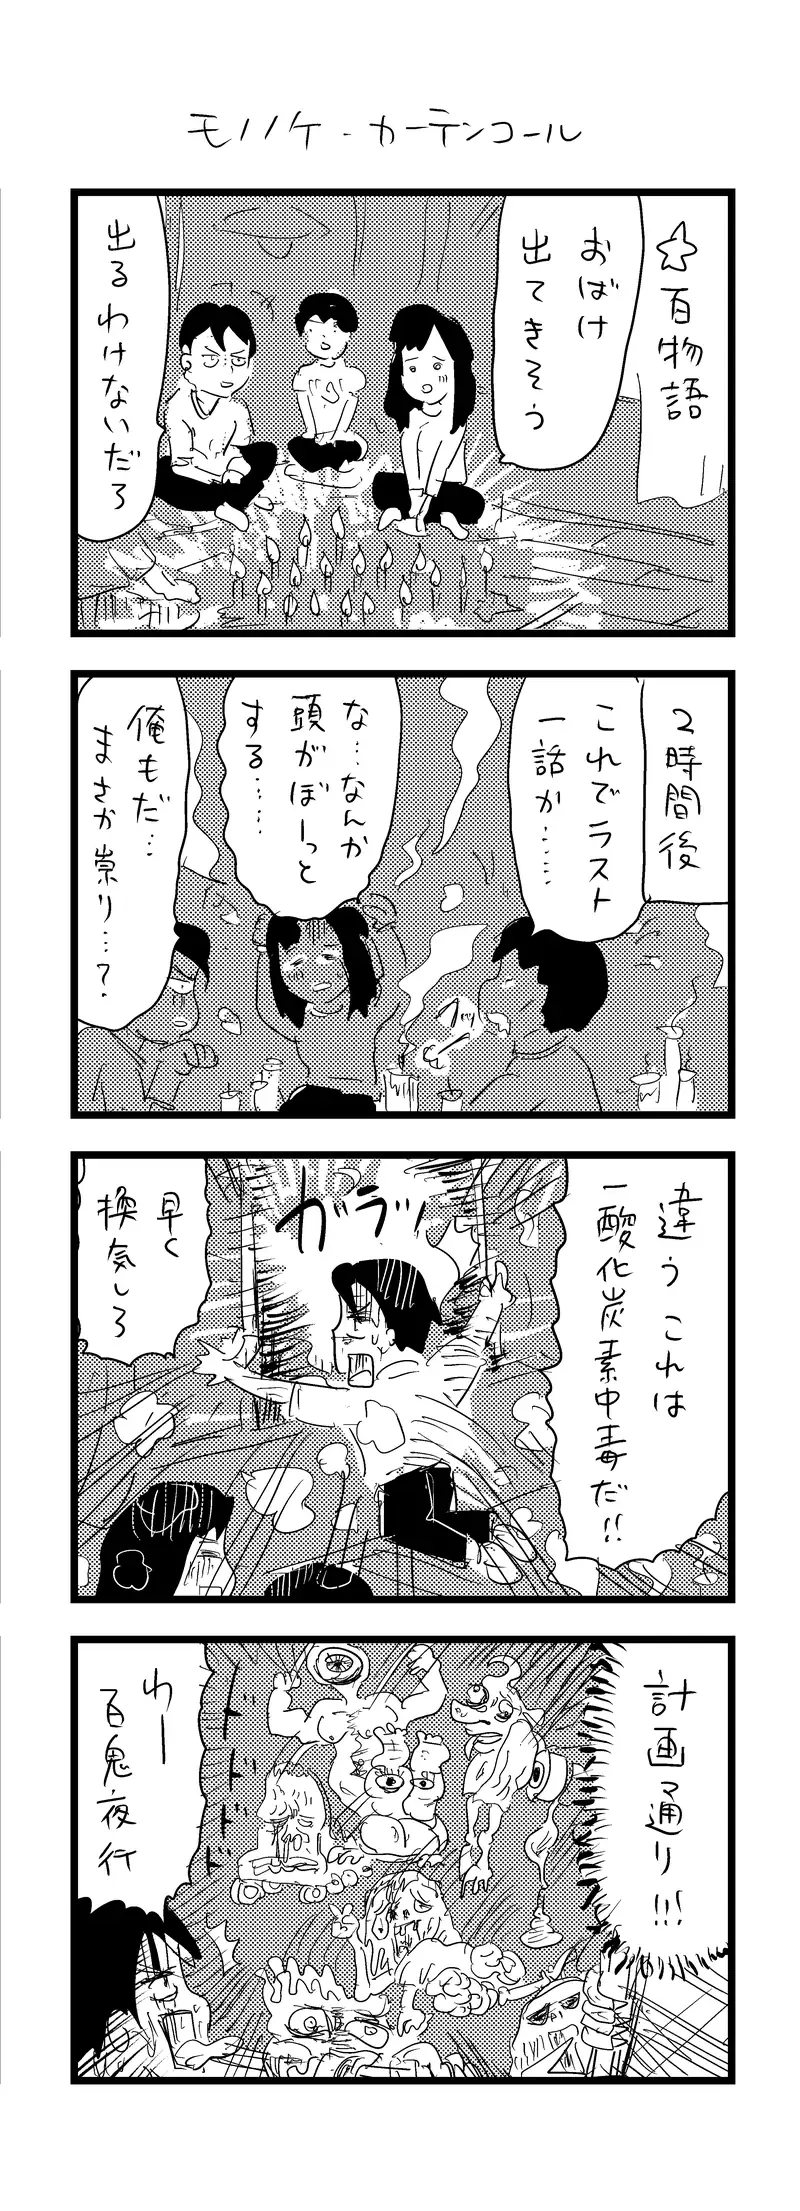 モノノケ・カーテンコール
☆百物語
おばけ
出てきそう
出るわけないだろ
2時間後
これでラスト
一話か……
な…なんか
頭がぼーっと
する……
俺もだ…
まさか祟り…?
違うこれは
一酸化炭素中毒だ!!
ガラッ
早く
換気しろ
計画通り!!!
ドドドドド
わー
百鬼夜行